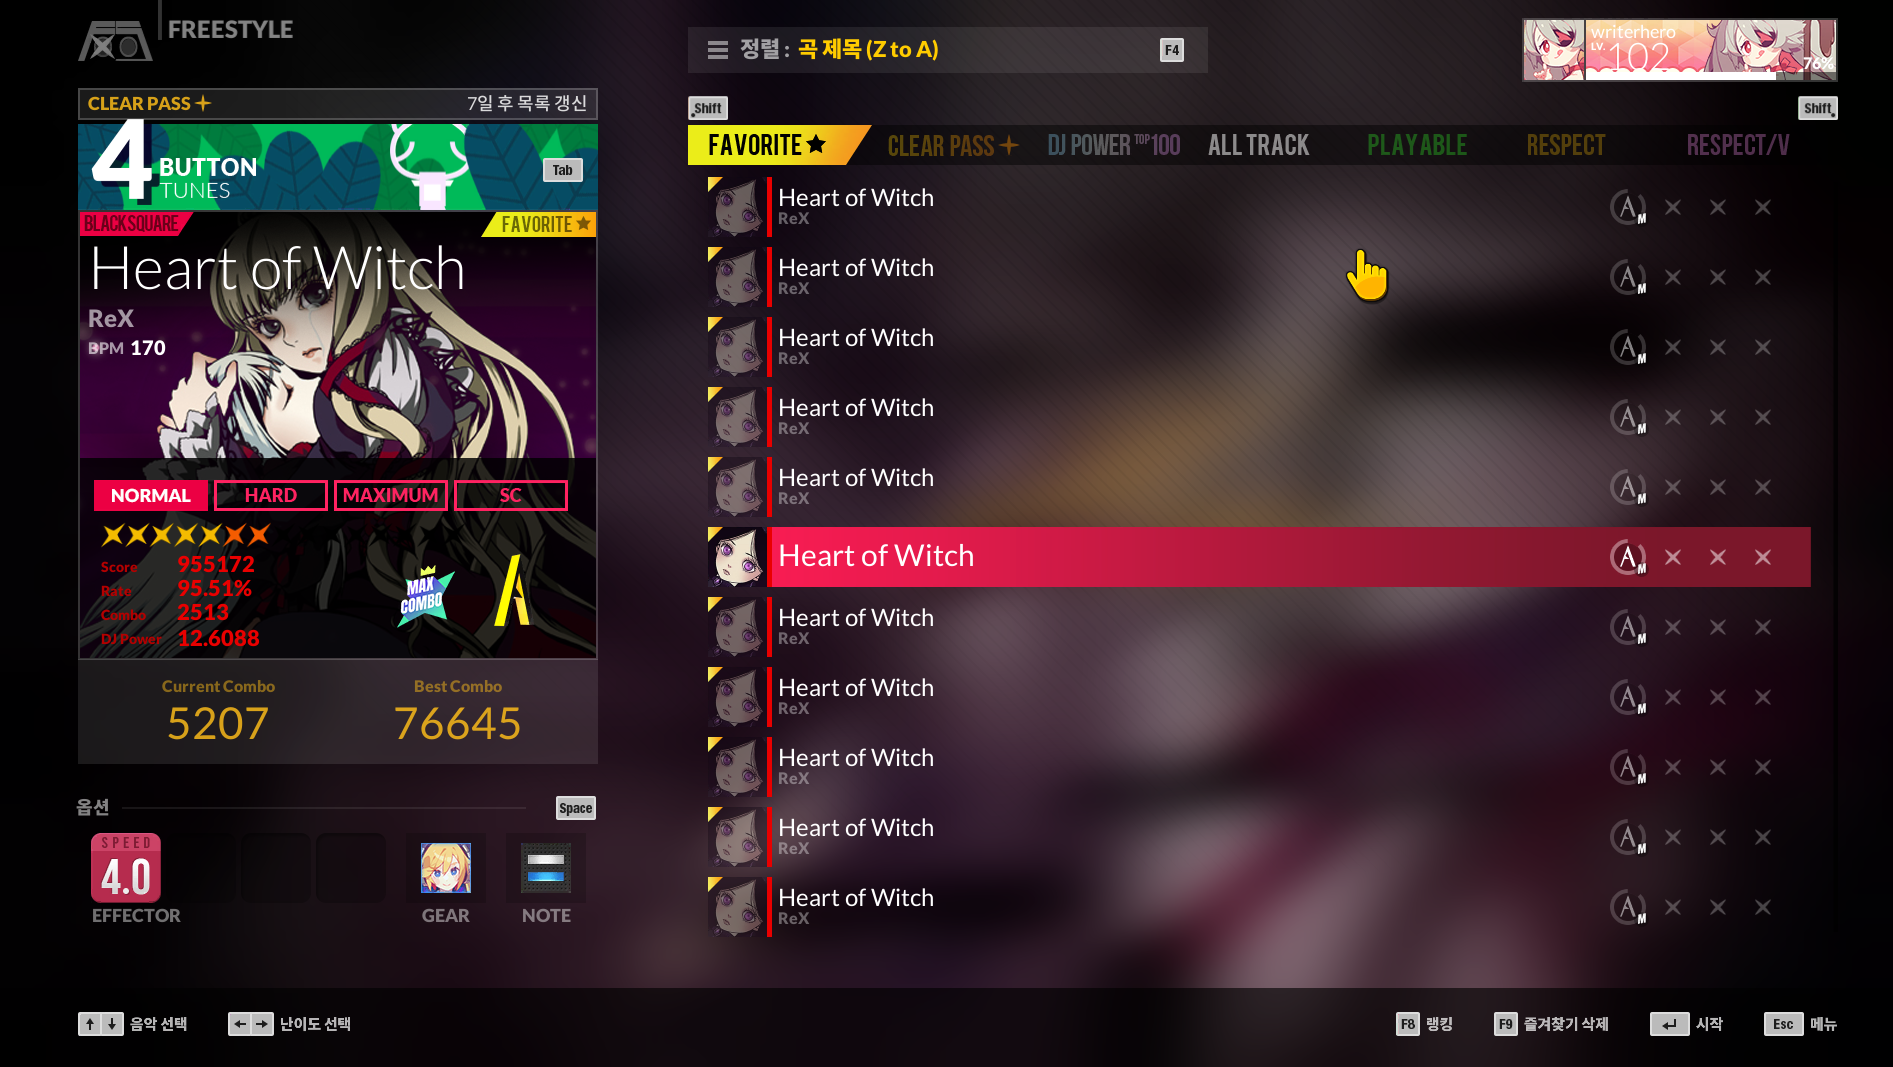 FREESTYLE
정렬 : 곡 제목 (Z to A)
F4
writerhero
LV. 102
76%
CLEAR PASS
7일 후 목록 갱신
Shift
Shift
4 BUTTON
TUNES
Tab
FAVORITE
CLEAR PASS
DJ POWER TOP 100
ALL TRACK
PLAYABLE
RESPECT
RESPECT/V
BLACKSQUARE
FAVORITE
Heart of Witch
ReX
BPM 170
NORMAL
HARD
MAXIMUM
SC
Score 955172
Rate 95.51%
Combo 2513
DJ Power 12.6088
MAX
COMBO
A
Current Combo
5207
Best Combo
76645
옵션
Space
SPEED
4.0
EFFECTOR
GEAR
NOTE
Heart of Witch
ReX
A M
Heart of Witch
ReX
A M
Heart of Witch
ReX
A M
Heart of Witch
ReX
A M
Heart of Witch
ReX
A M
Heart of Witch
A M
Heart of Witch
ReX
A M
Heart of Witch
ReX
A M
Heart of Witch
ReX
A M
Heart of Witch
ReX
A M
Heart of Witch
ReX
A M
음악 선택
난이도 선택
F8 랭킹
F9 즐겨찾기 삭제
시작
Esc 메뉴